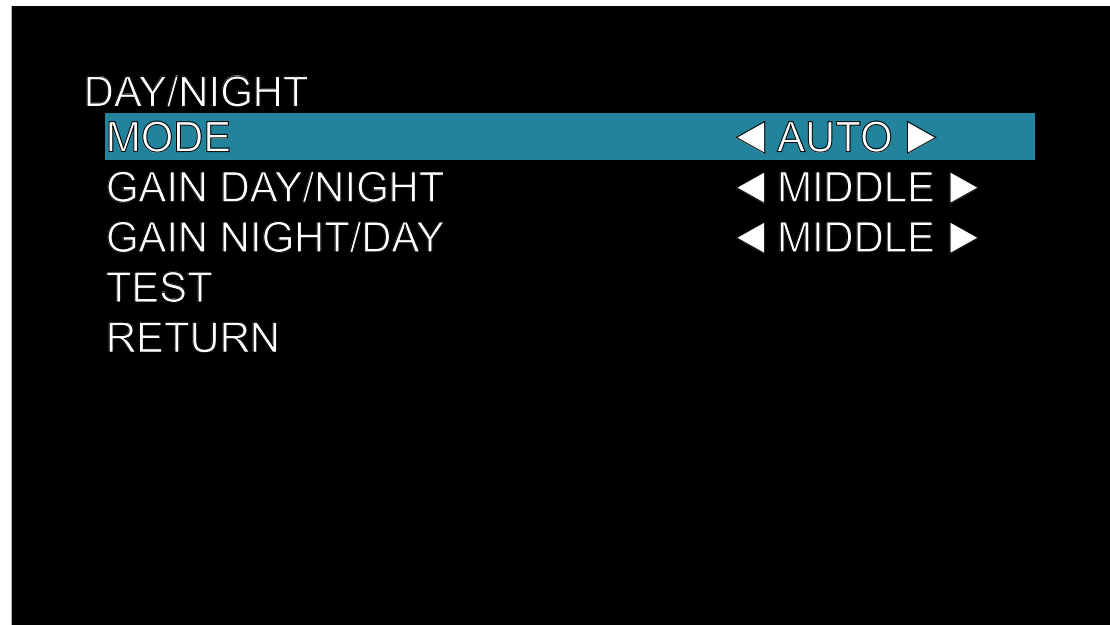 DAY/NIGHT
MODE ◀ AUTO ▶
GAIN DAY/NIGHT ◀ MIDDLE ▶
GAIN NIGHT/DAY ◀ MIDDLE ▶
TEST
RETURN